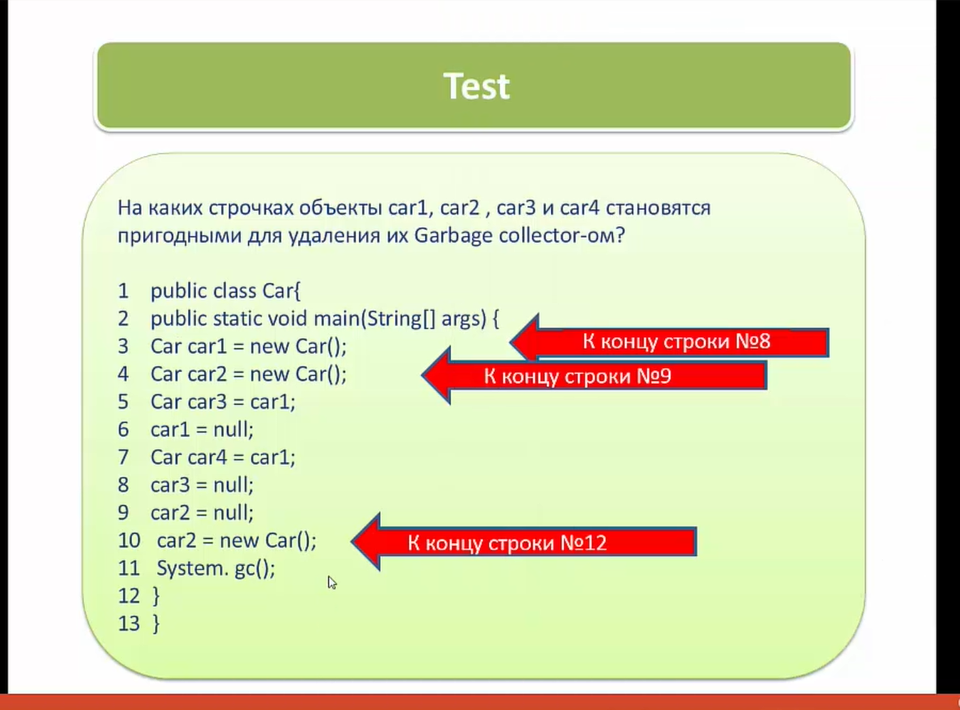 Test
На каких строчках объекты car1, car2 , car3 и car4 становятся
пригодными для удаления их Garbage collector-ом?
1 public class Car{
2 public static void main(String[] args) {
3 Car car1 = new Car();
К концу строки №8
4 Car car2 = new Car();
К концу строки №9
5 Car car3 = car1;
6 car1 = null;
7 Car car4 = car1;
8 car3 = null;
9 car2 = null;
10 car2 = new Car();
К концу строки №12
11 System. gc();
12 }
13 }